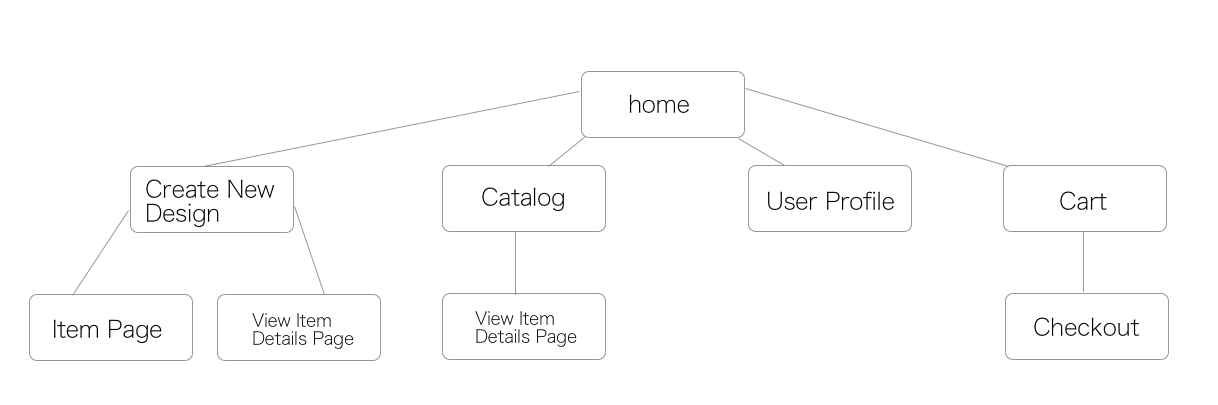 home
Create New
Design
Catalog
User Profile
Cart
Item Page
View Item
Details Page
View Item
Details Page
Checkout